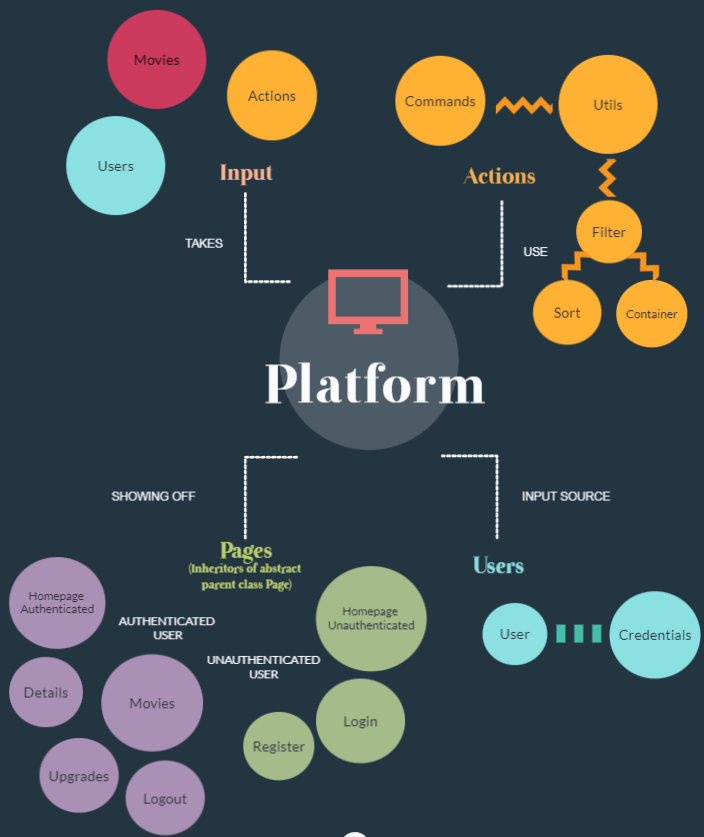 Movies
Actions
Users
Input
TAKES
Commands
Utils
Actions
USE
Filter
Sort
Container
Platform
SHOWING OFF
INPUT SOURCE
Pages
(Inheritors of abstract
parent class Page)
Homepage
Authenticated
AUTHENTICATED
USER
Details
Movies
Upgrades
Logout
UNAUTHENTICATED
USER
Homepage
Unauthenticated
Login
Register
Users
User
Credentials